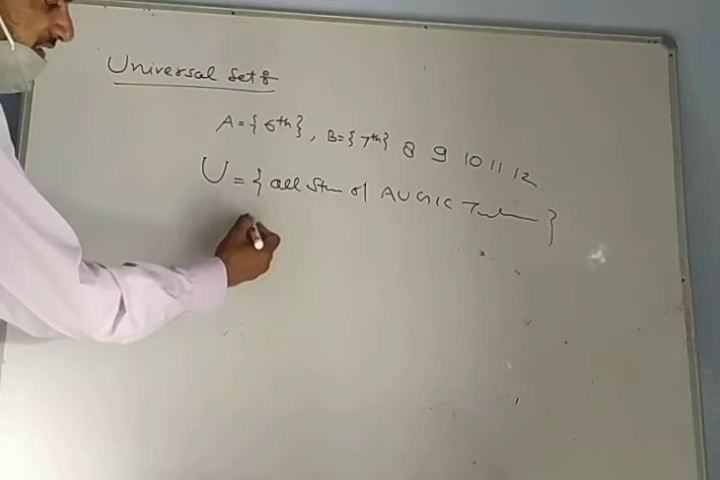 Universal Set :
A = { 6th }, B = { 7th } 8 9 10 11 12
U = { all Stu of AUGIC }